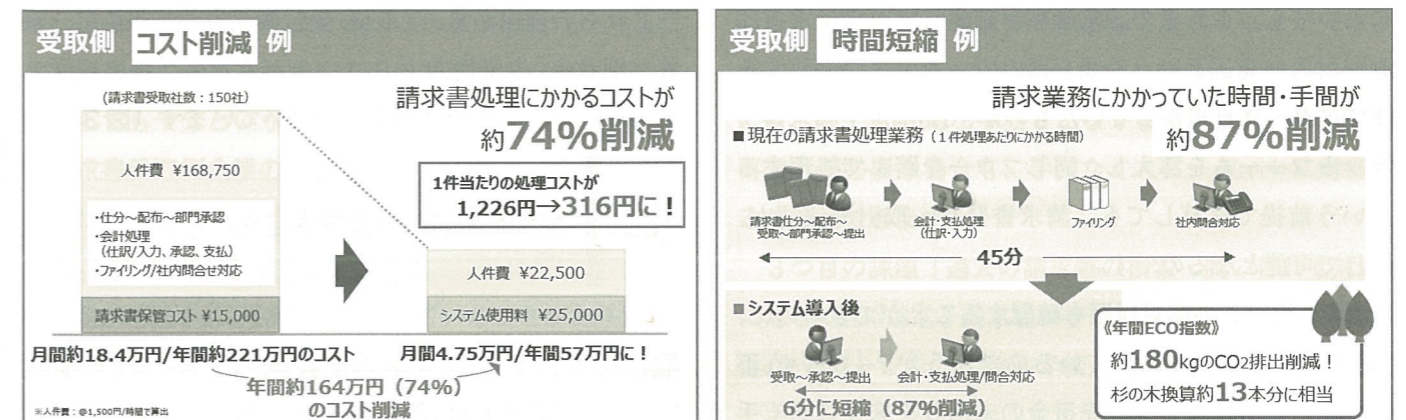 受取側 コスト削減 例
(請求書受取社数：150社)
請求書処理にかかるコストが
約74%削減
1件当たりの処理コストが
1,226円→316円に！
人件費 ¥168,750
・仕分～配布～部門承認
・会計処理
（仕訳/入力、承認、支払）
・ファイリング/社内問合せ対応
請求書保管コスト ¥15,000
人件費 ¥22,500
システム使用料 ¥25,000
月間約18.4万円/年間約221万円のコスト
月間4.75万円/年間57万円に！
年間約164万円（74%）
のコスト削減
※人件費：@1,500円/時間で算出
受取側 時間短縮 例
請求業務にかかっていた時間・手間が
約87%削減
■現在の請求書処理業務（1件処理あたりにかかる時間）
請求書仕分～配布～
受取～部門承認～提出
会計・支払処理
(仕訳・入力)
ファイリング
社内問合対応
45分
■システム導入後
受取～承認～提出
会計・支払処理/問合対応
6分に短縮（87%削減）
《年間ECO指数》
約180kgのCO2排出削減！
杉の木換算約13本分に相当